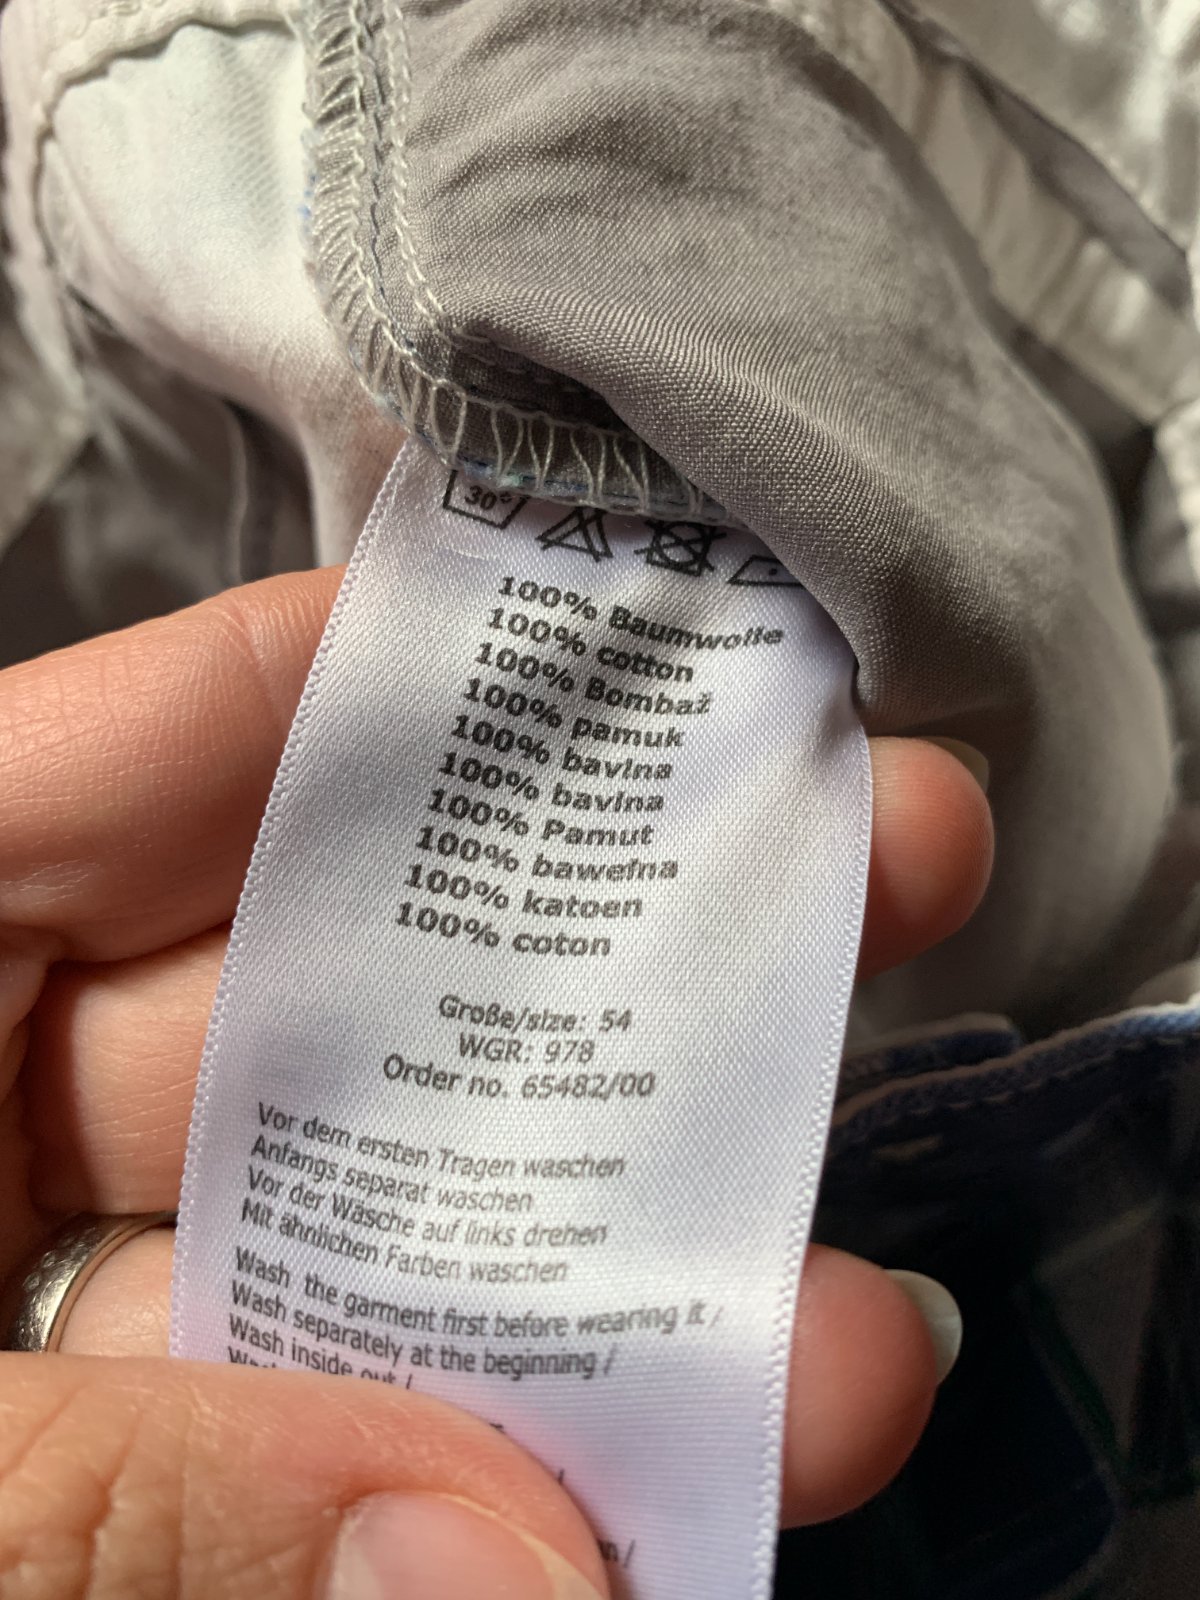 30°
100% Baumwolle
100% cotton
100% Bombaž
100% pamuk
100% bavlna
100% bavlna
100% Pamut
100% bawełna
100% katoen
100% coton
Große/size: 54
WGR: 978
Order no. 65482/00
Vor dem ersten Tragen waschen
Anfangs separat waschen
Vor der Wäsche auf links drehen
Mit ähnlichen Farben waschen
Wash the garment first before wearing it /
Wash separately at the beginning /
Wash inside out /